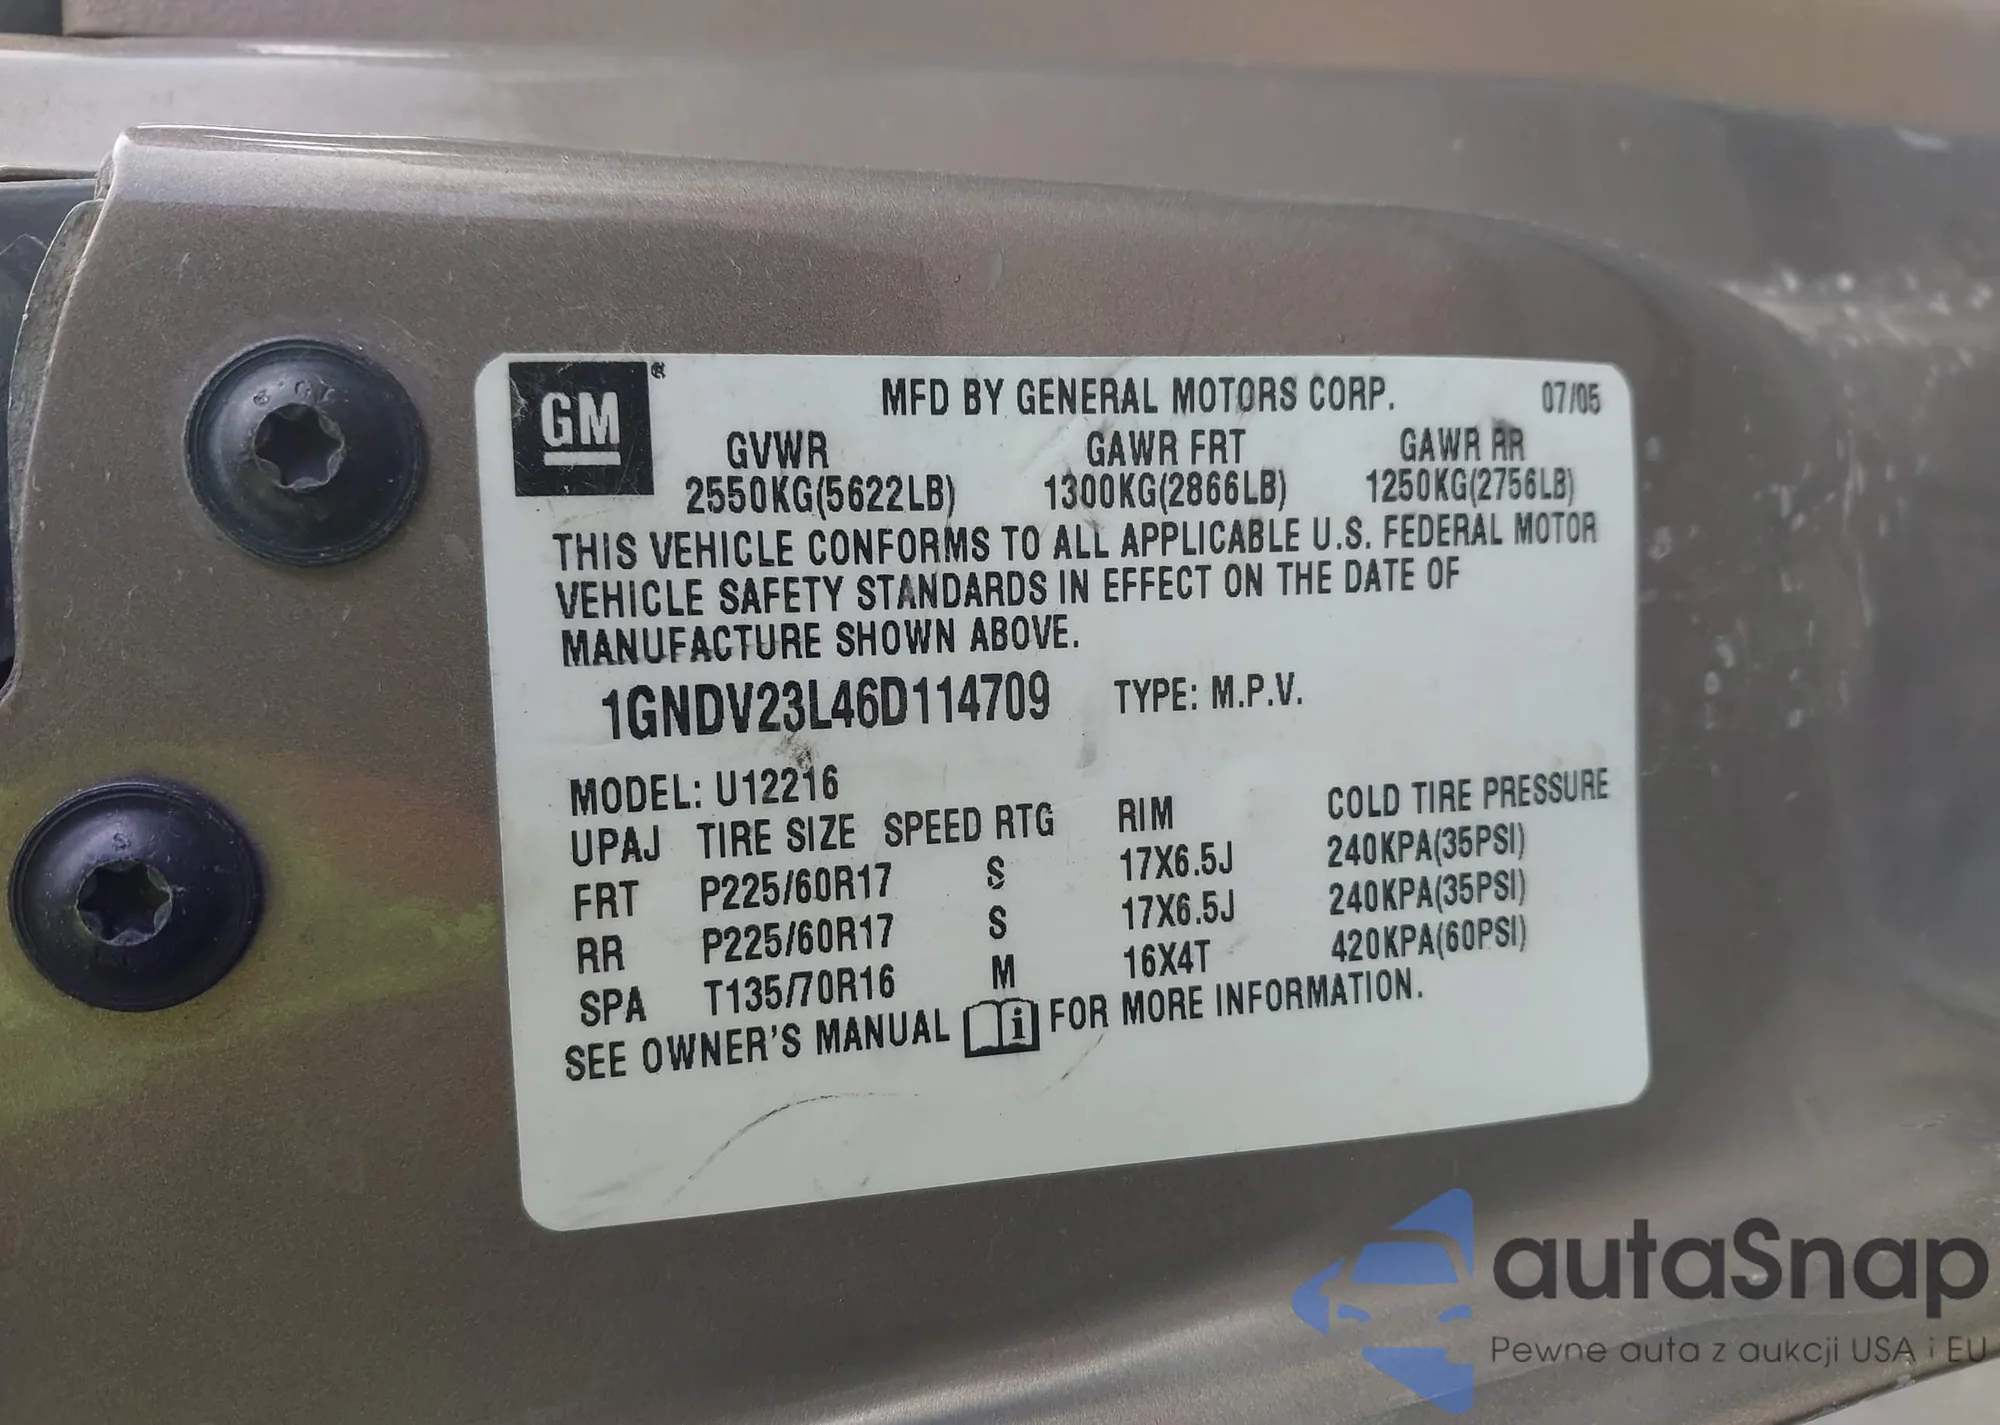 GM®
MFD BY GENERAL MOTORS CORP. 07/05
GVWR GAWR FRT GAWR RR
2550KG(5622LB) 1300KG(2866LB) 1250KG(2756LB)
THIS VEHICLE CONFORMS TO ALL APPLICABLE U.S. FEDERAL MOTOR
VEHICLE SAFETY STANDARDS IN EFFECT ON THE DATE OF
MANUFACTURE SHOWN ABOVE.
1GNDV23L46D114709 TYPE: M.P.V.
MODEL: U12216
UPAJ TIRE SIZE SPEED RTG RIM COLD TIRE PRESSURE
FRT P225/60R17 S 17X6.5J 240KPA(35PSI)
RR P225/60R17 S 17X6.5J 240KPA(35PSI)
SPA T135/70R16 M 16X4T 420KPA(60PSI)
SEE OWNER'S MANUAL i FOR MORE INFORMATION.
autaSnap
Pewne auta z aukcji USA i EU